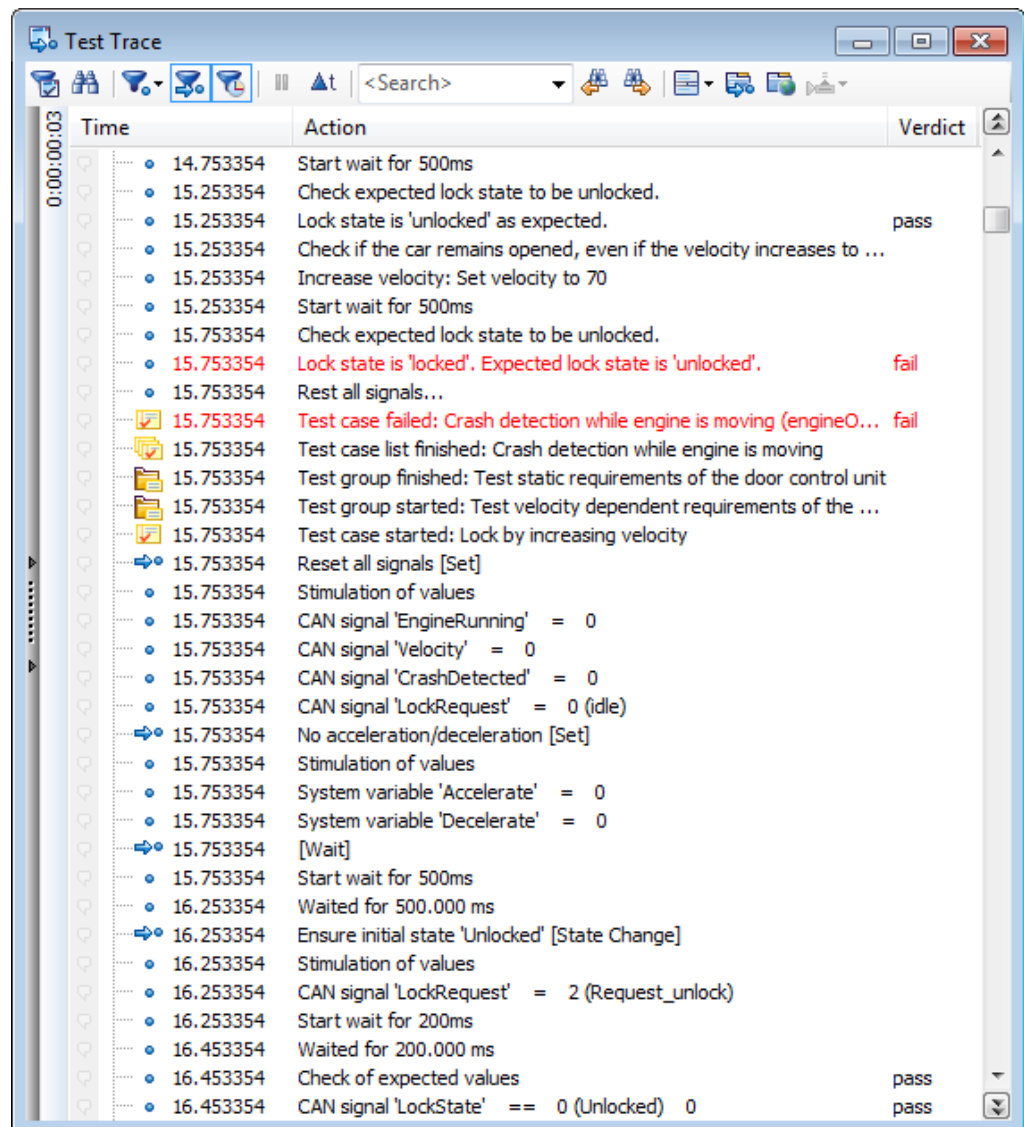 Test Trace
Δt <Search>
0:00:00:03
Time Action Verdict
14.753354 Start wait for 500ms
15.253354 Check expected lock state to be unlocked.
15.253354 Lock state is 'unlocked' as expected. pass
15.253354 Check if the car remains opened, even if the velocity increases to ...
15.253354 Increase velocity: Set velocity to 70
15.253354 Start wait for 500ms
15.753354 Check expected lock state to be unlocked.
15.753354 Lock state is 'locked'. Expected lock state is 'unlocked'. fail
15.753354 Rest all signals...
15.753354 Test case failed: Crash detection while engine is moving (engineO... fail
15.753354 Test case list finished: Crash detection while engine is moving
15.753354 Test group finished: Test static requirements of the door control unit
15.753354 Test group started: Test velocity dependent requirements of the ...
15.753354 Test case started: Lock by increasing velocity
15.753354 Reset all signals [Set]
15.753354 Stimulation of values
15.753354 CAN signal 'EngineRunning' = 0
15.753354 CAN signal 'Velocity' = 0
15.753354 CAN signal 'CrashDetected' = 0
15.753354 CAN signal 'LockRequest' = 0 (idle)
15.753354 No acceleration/deceleration [Set]
15.753354 Stimulation of values
15.753354 System variable 'Accelerate' = 0
15.753354 System variable 'Decelerate' = 0
15.753354 [Wait]
15.753354 Start wait for 500ms
16.253354 Waited for 500.000 ms
16.253354 Ensure initial state 'Unlocked' [State Change]
16.253354 Stimulation of values
16.253354 CAN signal 'LockRequest' = 2 (Request_unlock)
16.253354 Start wait for 200ms
16.453354 Waited for 200.000 ms
16.453354 Check of expected values pass
16.453354 CAN signal 'LockState' == 0 (Unlocked) 0 pass